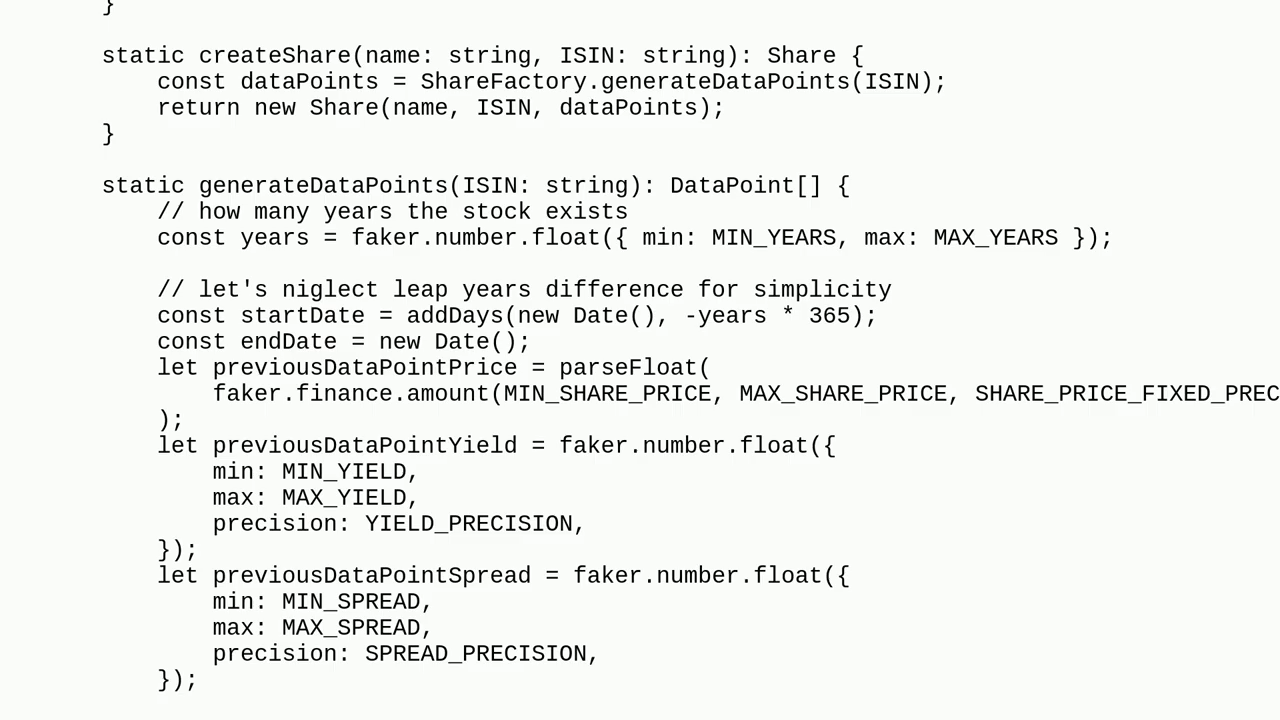 }
static createShare(name: string, ISIN: string): Share {
const dataPoints = ShareFactory.generateDataPoints(ISIN);
return new Share(name, ISIN, dataPoints);
}
static generateDataPoints(ISIN: string): DataPoint[] {
// how many years the stock exists
const years = faker.number.float({ min: MIN_YEARS, max: MAX_YEARS });
// let's niglect leap years difference for simplicity
const startDate = addDays(new Date(), -years * 365);
const endDate = new Date();
let previousDataPointPrice = parseFloat(
faker.finance.amount(MIN_SHARE_PRICE, MAX_SHARE_PRICE, SHARE_PRICE_FIXED_PREC
);
let previousDataPointYield = faker.number.float({
min: MIN_YIELD,
max: MAX_YIELD,
precision: YIELD_PRECISION,
});
let previousDataPointSpread = faker.number.float({
min: MIN_SPREAD,
max: MAX_SPREAD,
precision: SPREAD_PRECISION,
});